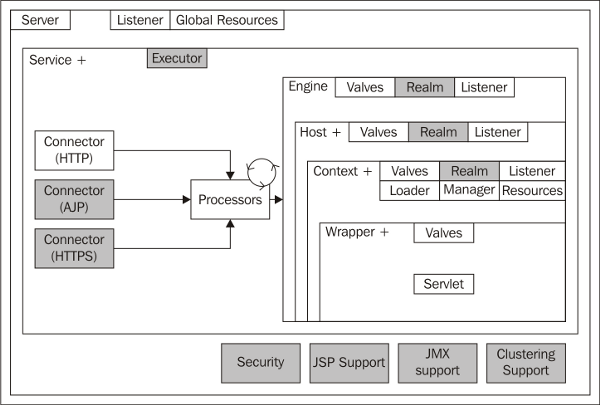 Server Listener Global Resources
Service + Executor
Engine Valves Realm Listener
Host + Valves Realm Listener
Connector
(HTTP)
Context + Valves Realm Listener
Loader Manager Resources
Connector
(AJP)
Processors
Wrapper + Valves
Connector
(HTTPS)
Servlet
Security JSP Support JMX
support Clustering
Support